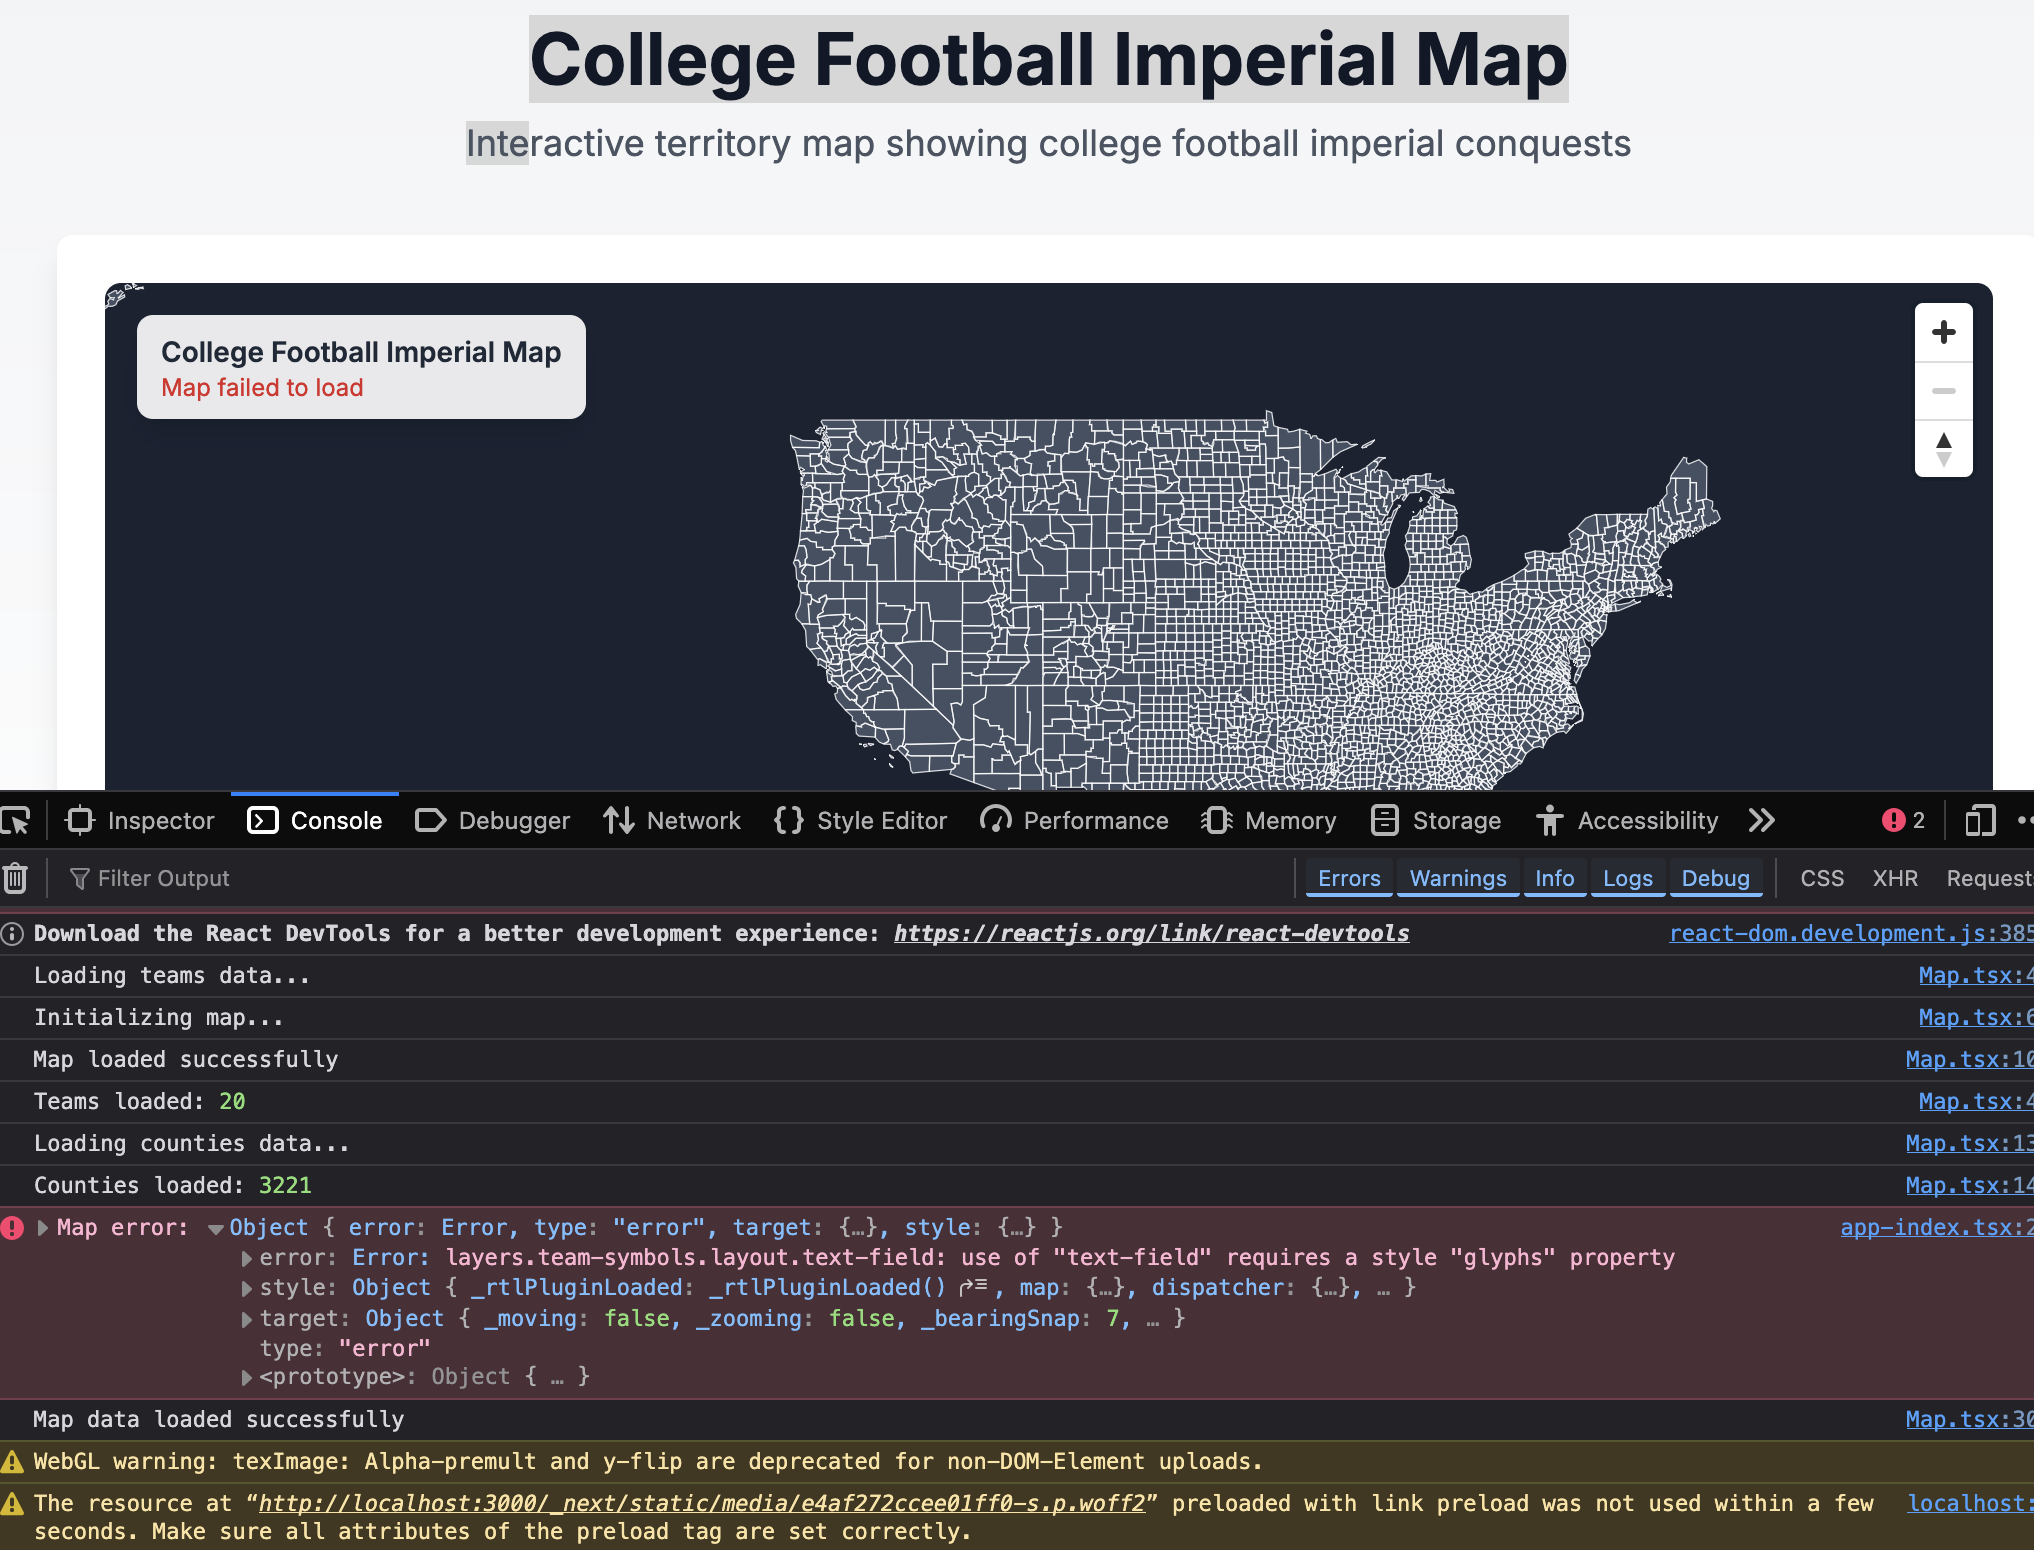 College Football Imperial Map
Interactive territory map showing college football imperial conquests
College Football Imperial Map
Map failed to load
Inspector Console Debugger Network Style Editor Performance Memory Storage Accessibility 2
Filter Output Errors Warnings Info Logs Debug CSS XHR Requests
Download the React DevTools for a better development experience: https://reactjs.org/link/react-devtools react-dom.development.js:385
Loading teams data... Map.tsx:4
Initializing map... Map.tsx:6
Map loaded successfully Map.tsx:10
Teams loaded: 20 Map.tsx:4
Loading counties data... Map.tsx:13
Counties loaded: 3221 Map.tsx:14
Map error: Object { error: Error, type: "error", target: {…}, style: {…} } app-index.tsx:2
error: Error: layers.team-symbols.layout.text-field: use of "text-field" requires a style "glyphs" property
style: Object { _rtlPluginLoaded: _rtlPluginLoaded(), map: {…}, dispatcher: {…}, … }
target: Object { _moving: false, _zooming: false, _bearingSnap: 7, … }
type: "error"
<prototype>: Object { … }
Map data loaded successfully Map.tsx:30
WebGL warning: texImage: Alpha-premult and y-flip are deprecated for non-DOM-Element uploads.
The resource at “http://localhost:3000/_next/static/media/e4af272ccee01ff0-s.p.woff2” preloaded with link preload was not used within a few localhost:
seconds. Make sure all attributes of the preload tag are set correctly.